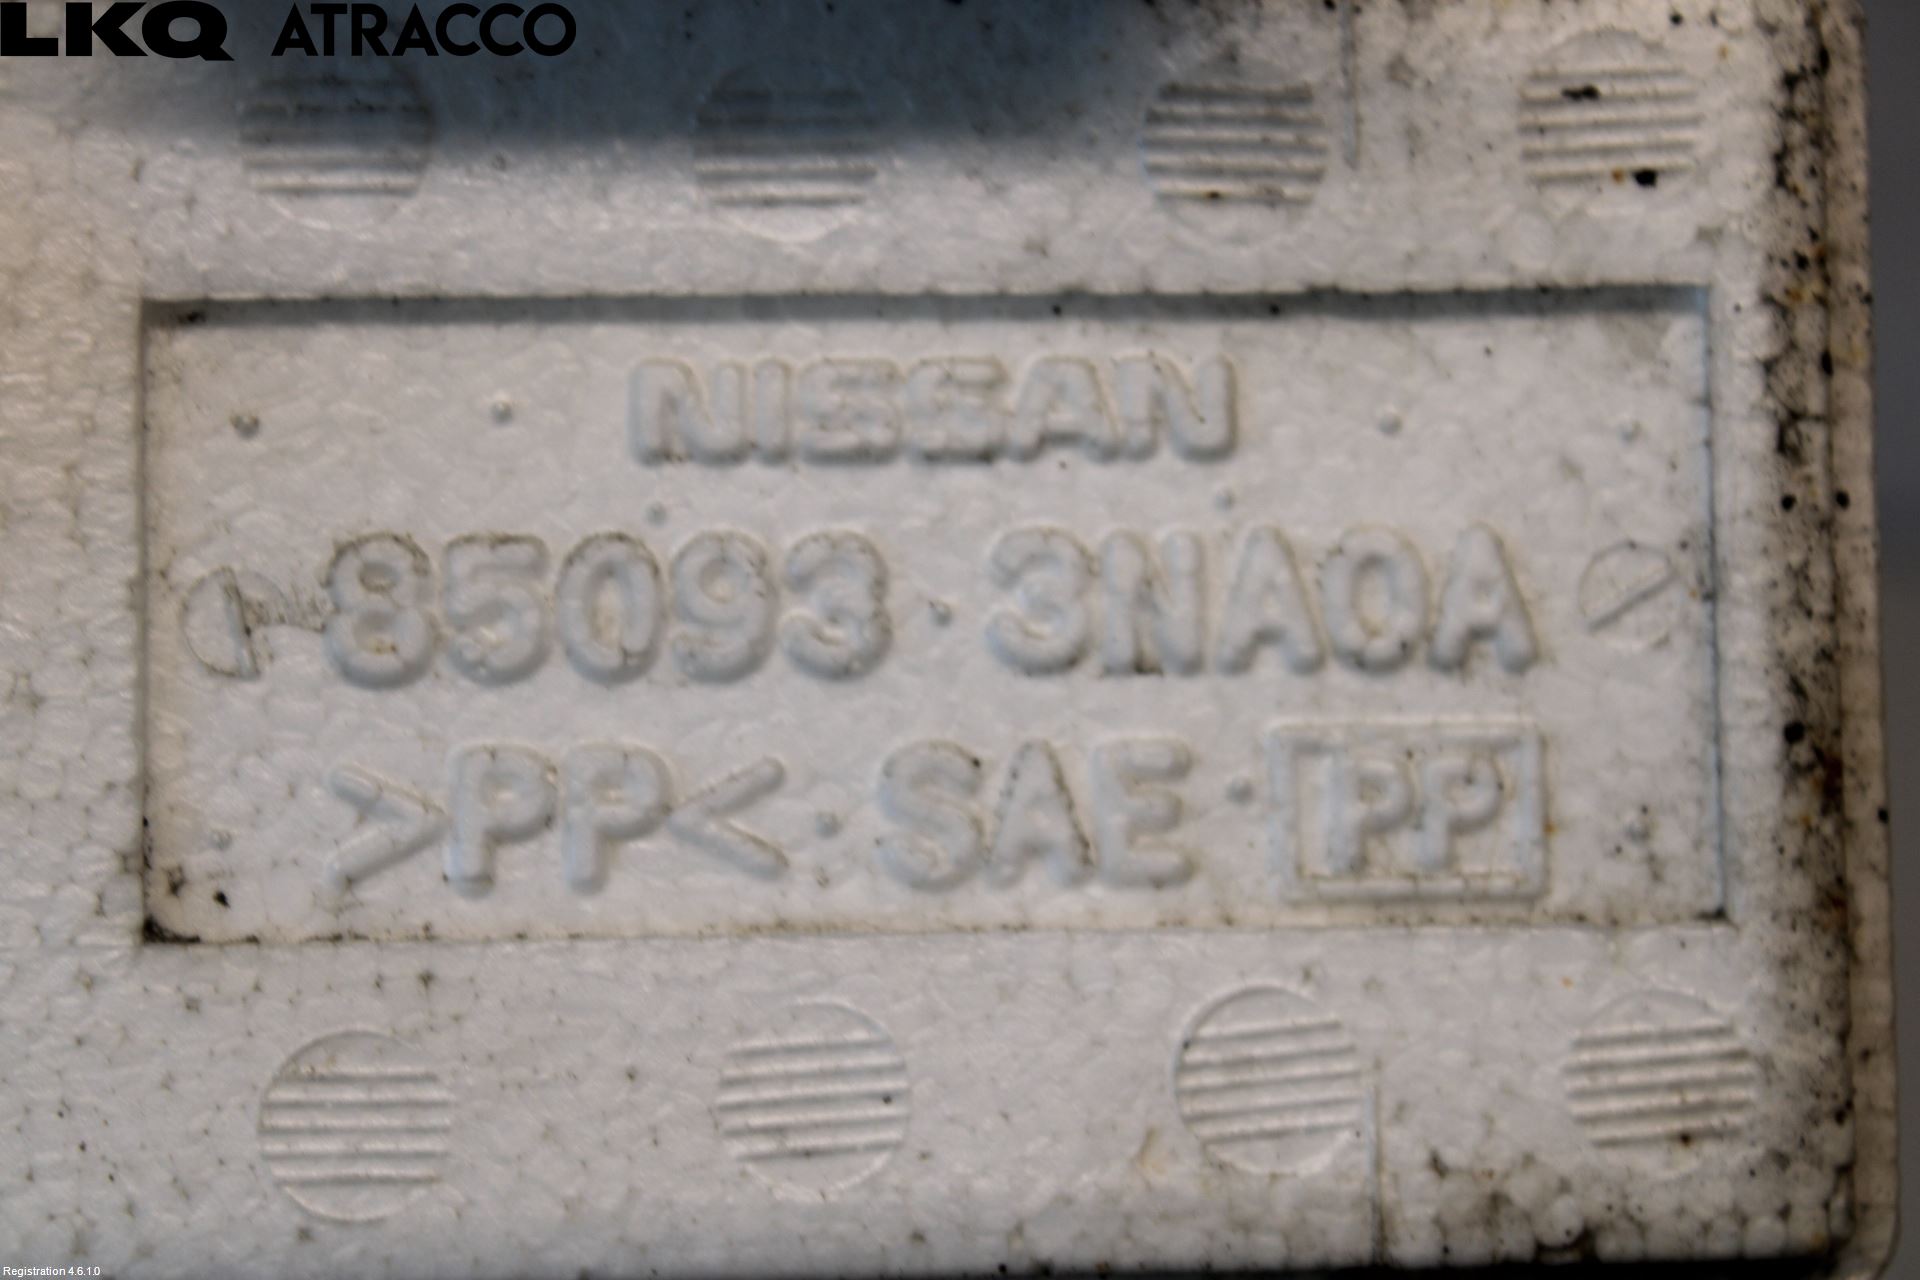 LKQ ATRACCO
NISSAN
85093 3NA0A
>PP< SAE PP
Registration 4.6.1.0